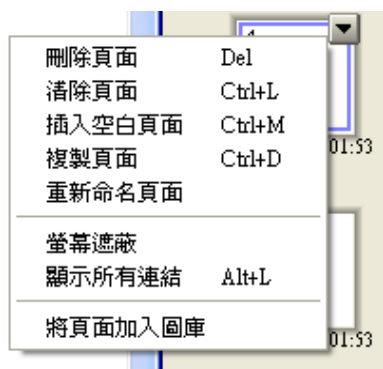 刪除頁面 Del
清除頁面 Ctrl+L
插入空白頁面 Ctrl+M
複製頁面 Ctrl+D
01:53
重新命名頁面
螢幕遮蔽
顯示所有連結 Alt+L
將頁面加入圖庫
01:53